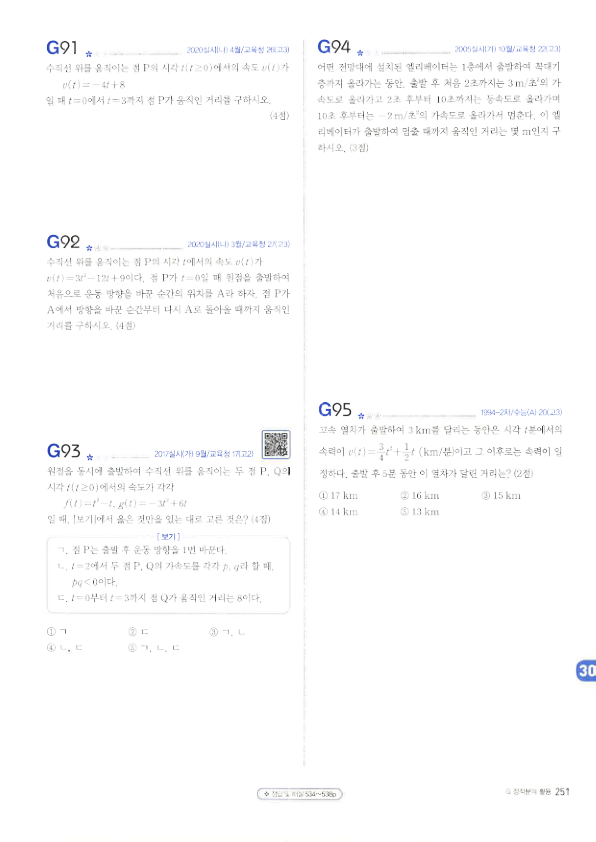 G91
2020실시(나) 4월/교육청 26(고3)
수직선 위를 움직이는 점 P의 시각 t(t≥0)에서의 속도 v(t)가
v(t)=-4t+8
일 때 t=0에서 t=3까지 점 P가 움직인 거리를 구하시오.
(4점)
G92
2020실시(나) 3월/교육청 27(고3)
수직선 위를 움직이는 점 P의 시각 t에서의 속도 v(t)가
v(t)=3t²-12t+9이다. 점 P가 t=0일 때 원점을 출발하여
처음으로 운동 방향을 바꾼 순간의 위치를 A라 하자. 점 P가
A에서 방향을 바꾼 순간부터 다시 A로 돌아올 때까지 움직인
거리를 구하시오. (4점)
G93
2017실시(가) 9월/교육청 17(고2)
원점을 동시에 출발하여 수직선 위를 움직이는 두 점 P, Q의
시각 t(t≥0)에서의 속도가 각각
f(t)=t²-t, g(t)=-3t²+6t
일 때, [보기]에서 옳은 것만을 있는 대로 고른 것은? (4점)
[보기]
ㄱ. 점 P는 출발 후 운동 방향을 1번 바꾼다.
ㄴ. t=2에서 두 점 P, Q의 가속도를 각각 p, q라 할 때,
pq<0이다.
ㄷ. t=0부터 t=3까지 점 Q가 움직인 거리는 8이다.
① ㄱ ② ㄷ ③ ㄱ, ㄴ
④ ㄴ, ㄷ ⑤ ㄱ, ㄴ, ㄷ
G94
2005실시(가) 10월/교육청 22(고3)
어떤 전망대에 설치된 엘리베이터는 1층에서 출발하여 꼭대기
층까지 올라가는 동안, 출발 후 처음 2초까지는 3 m/초²의 가
속도로 올라가고 2초 후부터 10초까지는 등속도로 올라가며
10초 후부터는 -2 m/초²의 가속도로 올라가서 멈춘다. 이 엘
리베이터가 출발하여 멈출 때까지 움직인 거리는 몇 m인지 구
하시오. (3점)
G95
1994-2차/수능(A) 20(고3)
고속 열차가 출발하여 3 km를 달리는 동안은 시각 t분에서의
속력이 v(t)=3/4t²+1/2t (km/분)이고 그 이후로는 속력이 일
정하다. 출발 후 5분 동안 이 열차가 달린 거리는? (2점)
① 17 km ② 16 km ③ 15 km
④ 14 km ⑤ 13 km
30
정답 및 해설 534~538p
G 정적분의 활용 251